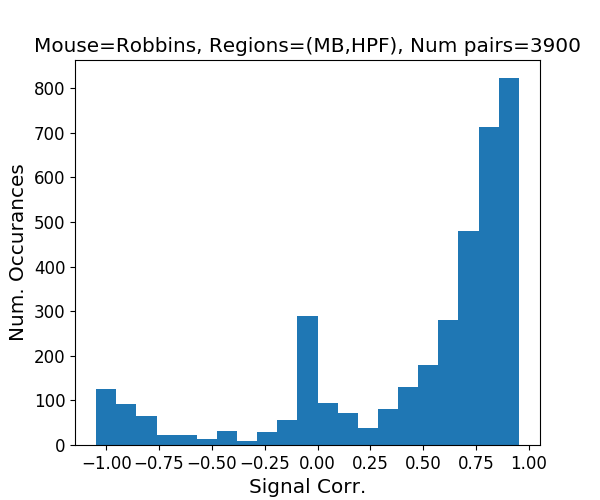 Mouse=Robbins, Regions=(MB,HPF), Num pairs=3900
Num. Occurances
800
700
600
500
400
300
200
100
0
−1.00 −0.75 −0.50 −0.25 0.00 0.25 0.50 0.75 1.00
Signal Corr.